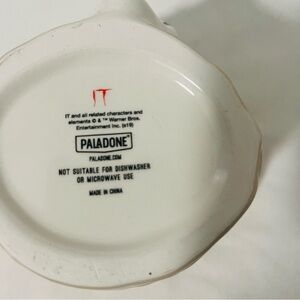 IT
IT and all related characters and
elements © & ™ Warner Bros.
Entertainment Inc. (s19)
PALADONE
PALADONE.COM
NOT SUITABLE FOR DISHWASHER
OR MICROWAVE USE
MADE IN CHINA